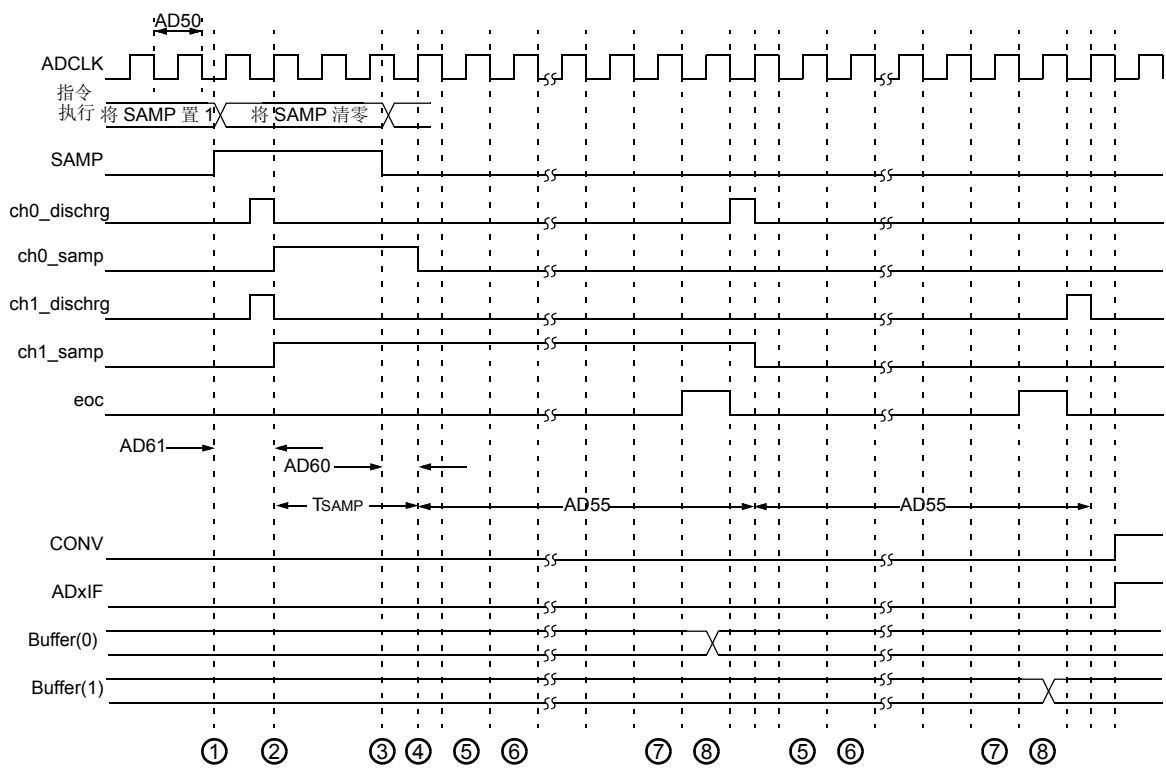 AD50
ADCLK
指令
执行 将 SAMP 置 1 将 SAMP 清零
SAMP
ch0_dischrg
ch0_samp
ch1_dischrg
ch1_samp
eoc
AD61
AD60
TSAMP AD55 AD55
CONV
ADxIF
Buffer(0)
Buffer(1)
① ② ③ ④ ⑤ ⑥ ⑦ ⑧ ⑤ ⑥ ⑦ ⑧